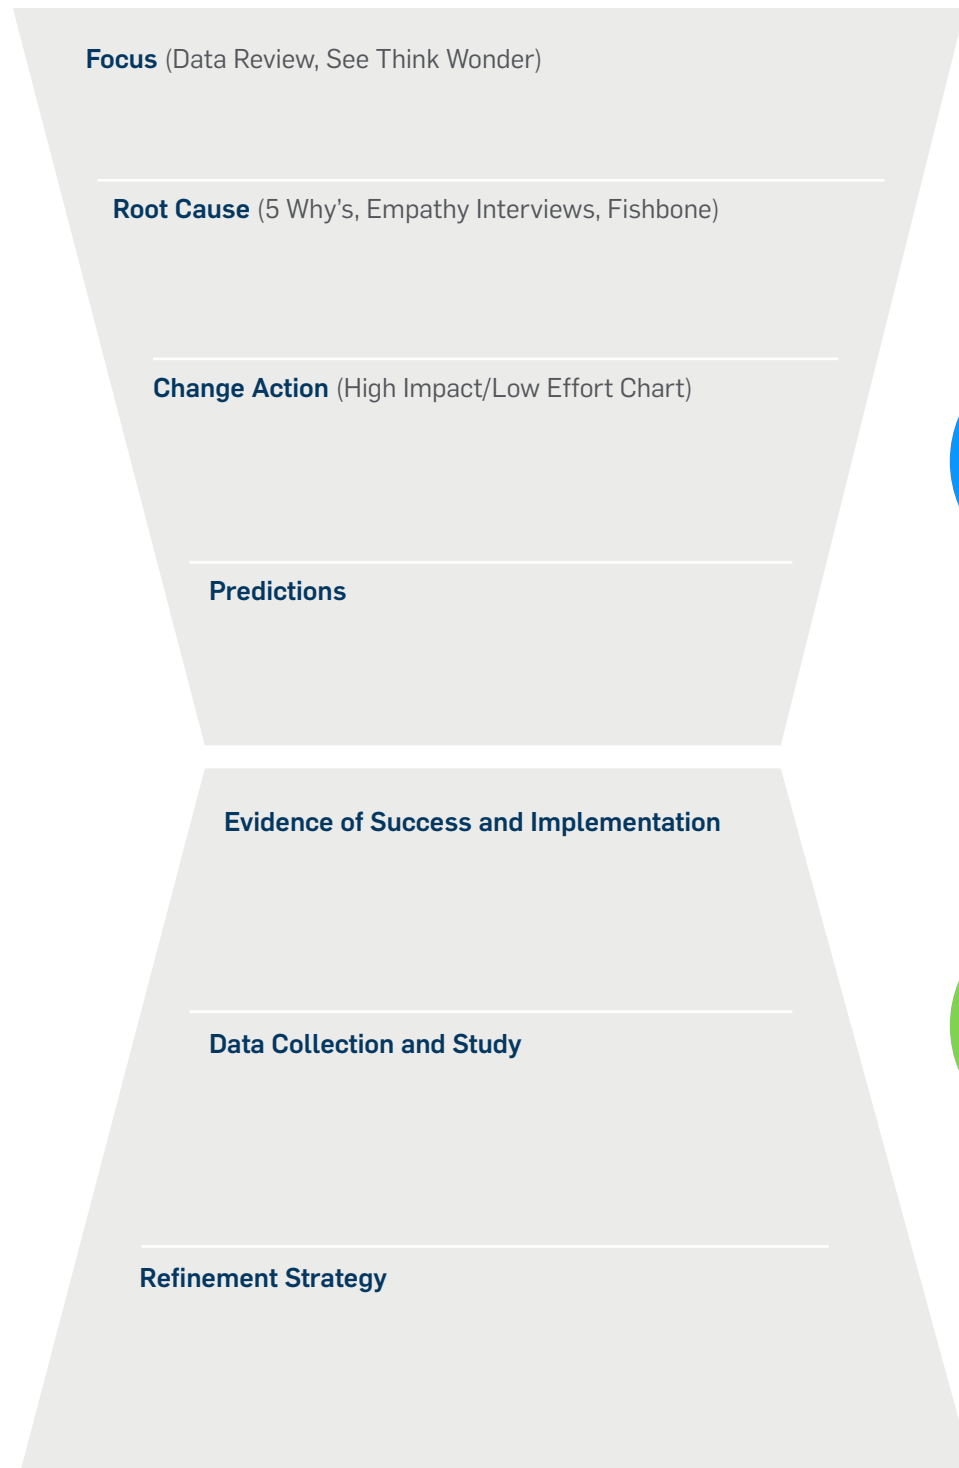 Focus (Data Review, See Think Wonder)
Root Cause (5 Why’s, Empathy Interviews, Fishbone)
Change Action (High Impact/Low Effort Chart)
Predictions
Evidence of Success and Implementation
Data Collection and Study
Refinement Strategy